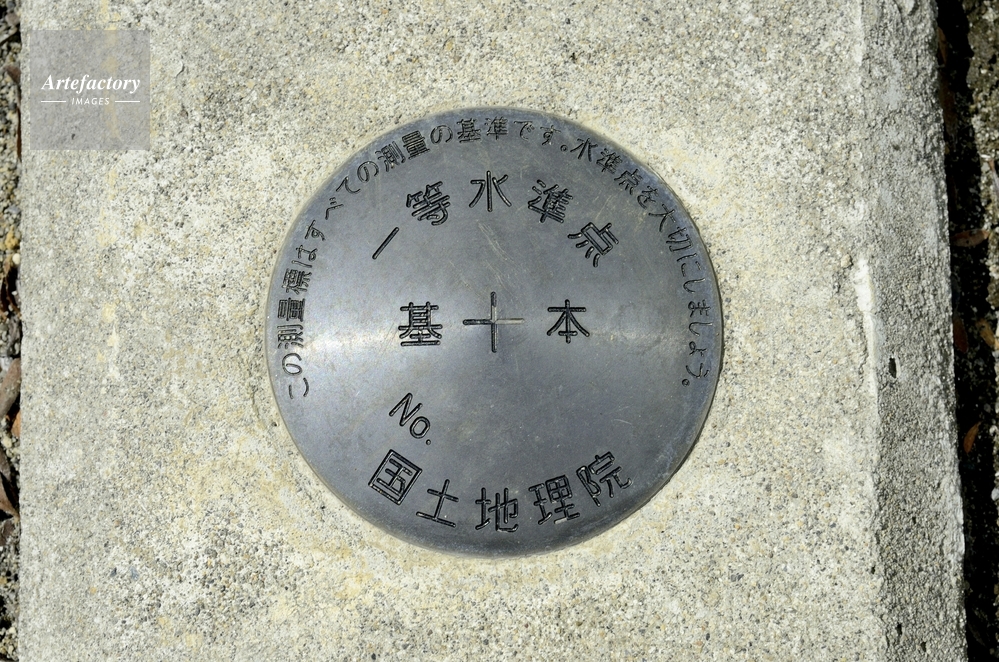 Artefactory
IMAGES
この測量標はすべての測量の基準です。水準点を大切にしましょう。
一等水準点
基 本
No.
国土地理院